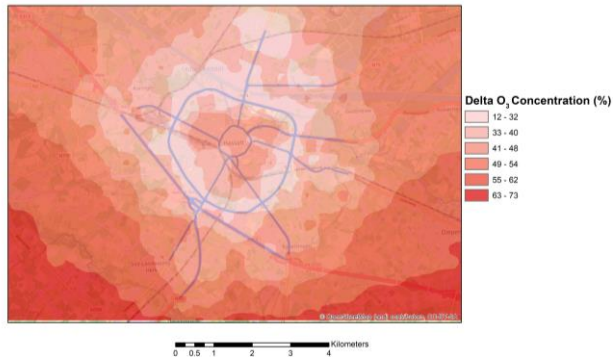 Delta O3 Concentration (%)
12 - 32
33 - 40
41 - 48
49 - 54
55 - 62
63 - 73
Kilometers
0 0.5 1 2 3 4